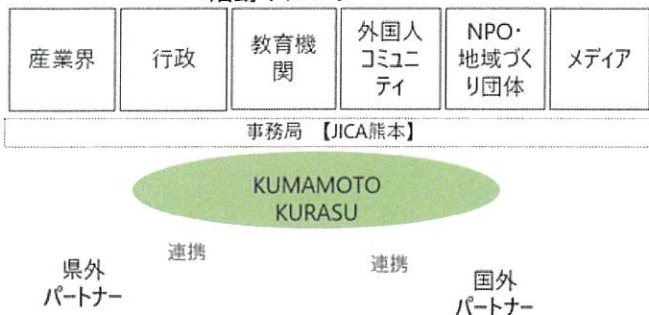 産業界
行政
教育機
関
外国人
コミュニ
ティ
NPO・
地域づく
り団体
メディア
事務局 【JICA熊本】
KUMAMOTO
KURASU
連携
連携
県外
パートナー
国外
パートナー